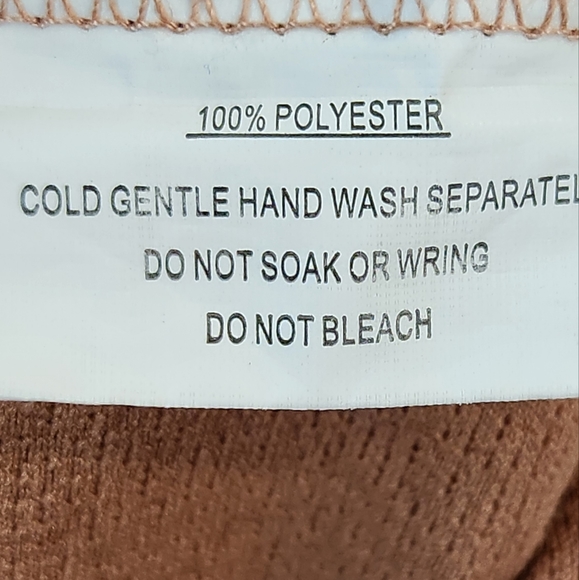 100% POLYESTER
COLD GENTLE HAND WASH SEPARATEL
DO NOT SOAK OR WRING
DO NOT BLEACH